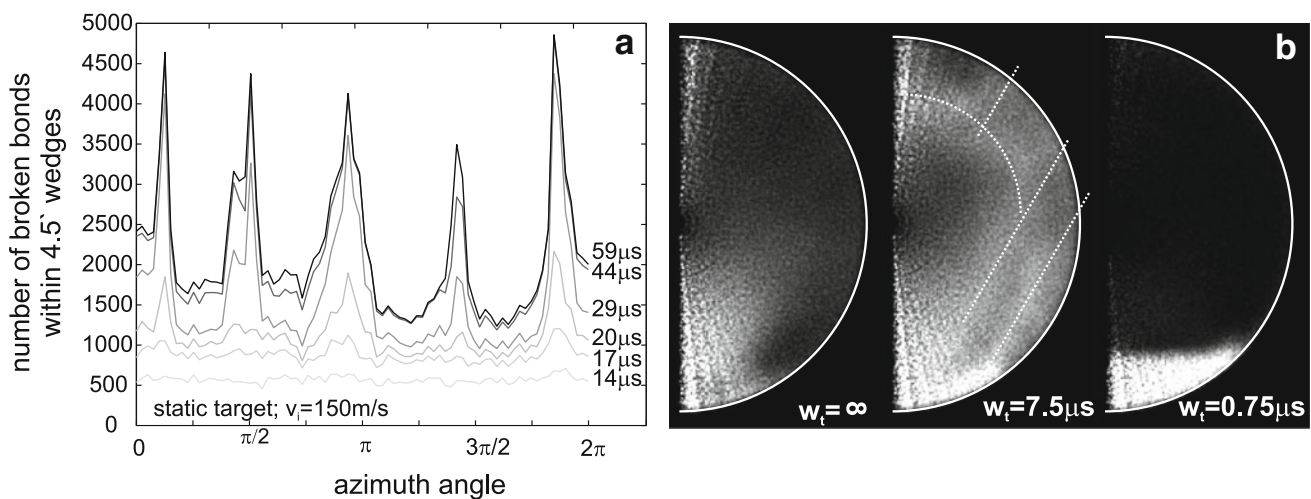 a
number of broken bonds
within 4.5` wedges
5000
4500
4000
3500
3000
2500
2000
1500
1000
500
0
59μs
44μs
29μs
20μs
17μs
14μs
static target; vi=150m/s
0
π/2
π
3π/2
2π
azimuth angle
b
wt=∞
wt=7.5μs
wt=0.75μs